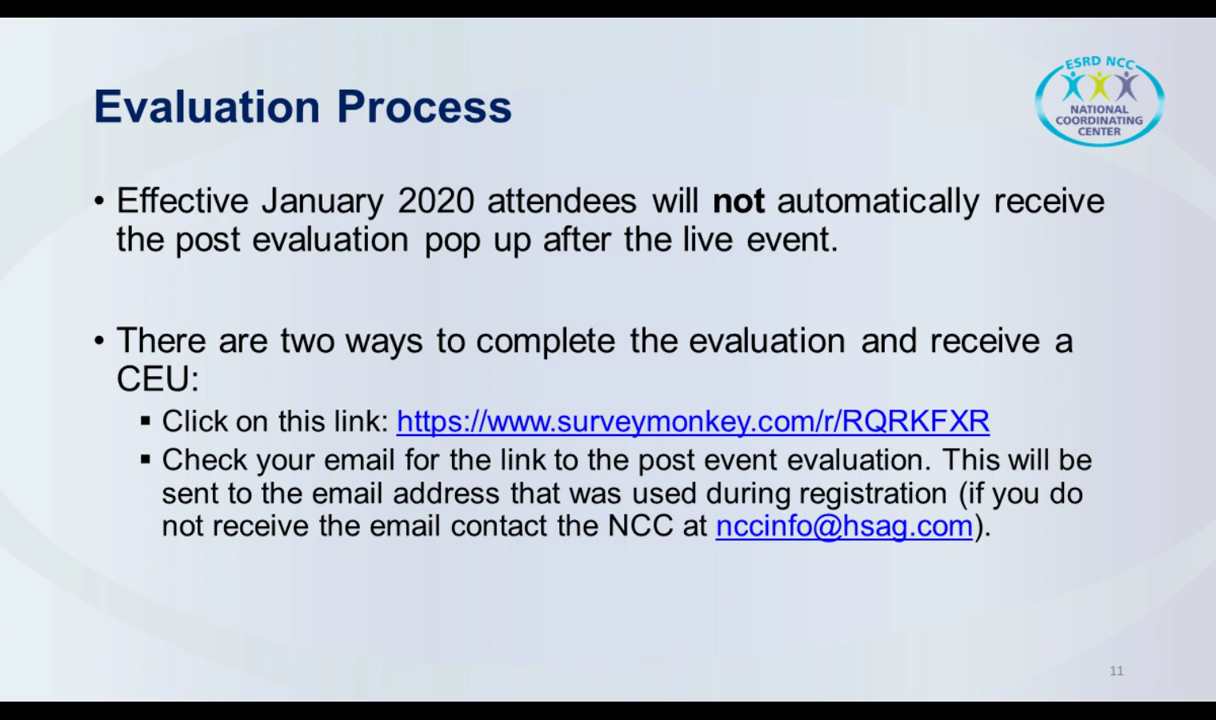 ESRD NCC
NATIONAL
COORDINATING
CENTER
Evaluation Process
• Effective January 2020 attendees will not automatically receive
the post evaluation pop up after the live event.
• There are two ways to complete the evaluation and receive a
CEU:
▪ Click on this link: https://www.surveymonkey.com/r/RQRKFXR
▪ Check your email for the link to the post event evaluation. This will be
sent to the email address that was used during registration (if you do
not receive the email contact the NCC at nccinfo@hsag.com).
11